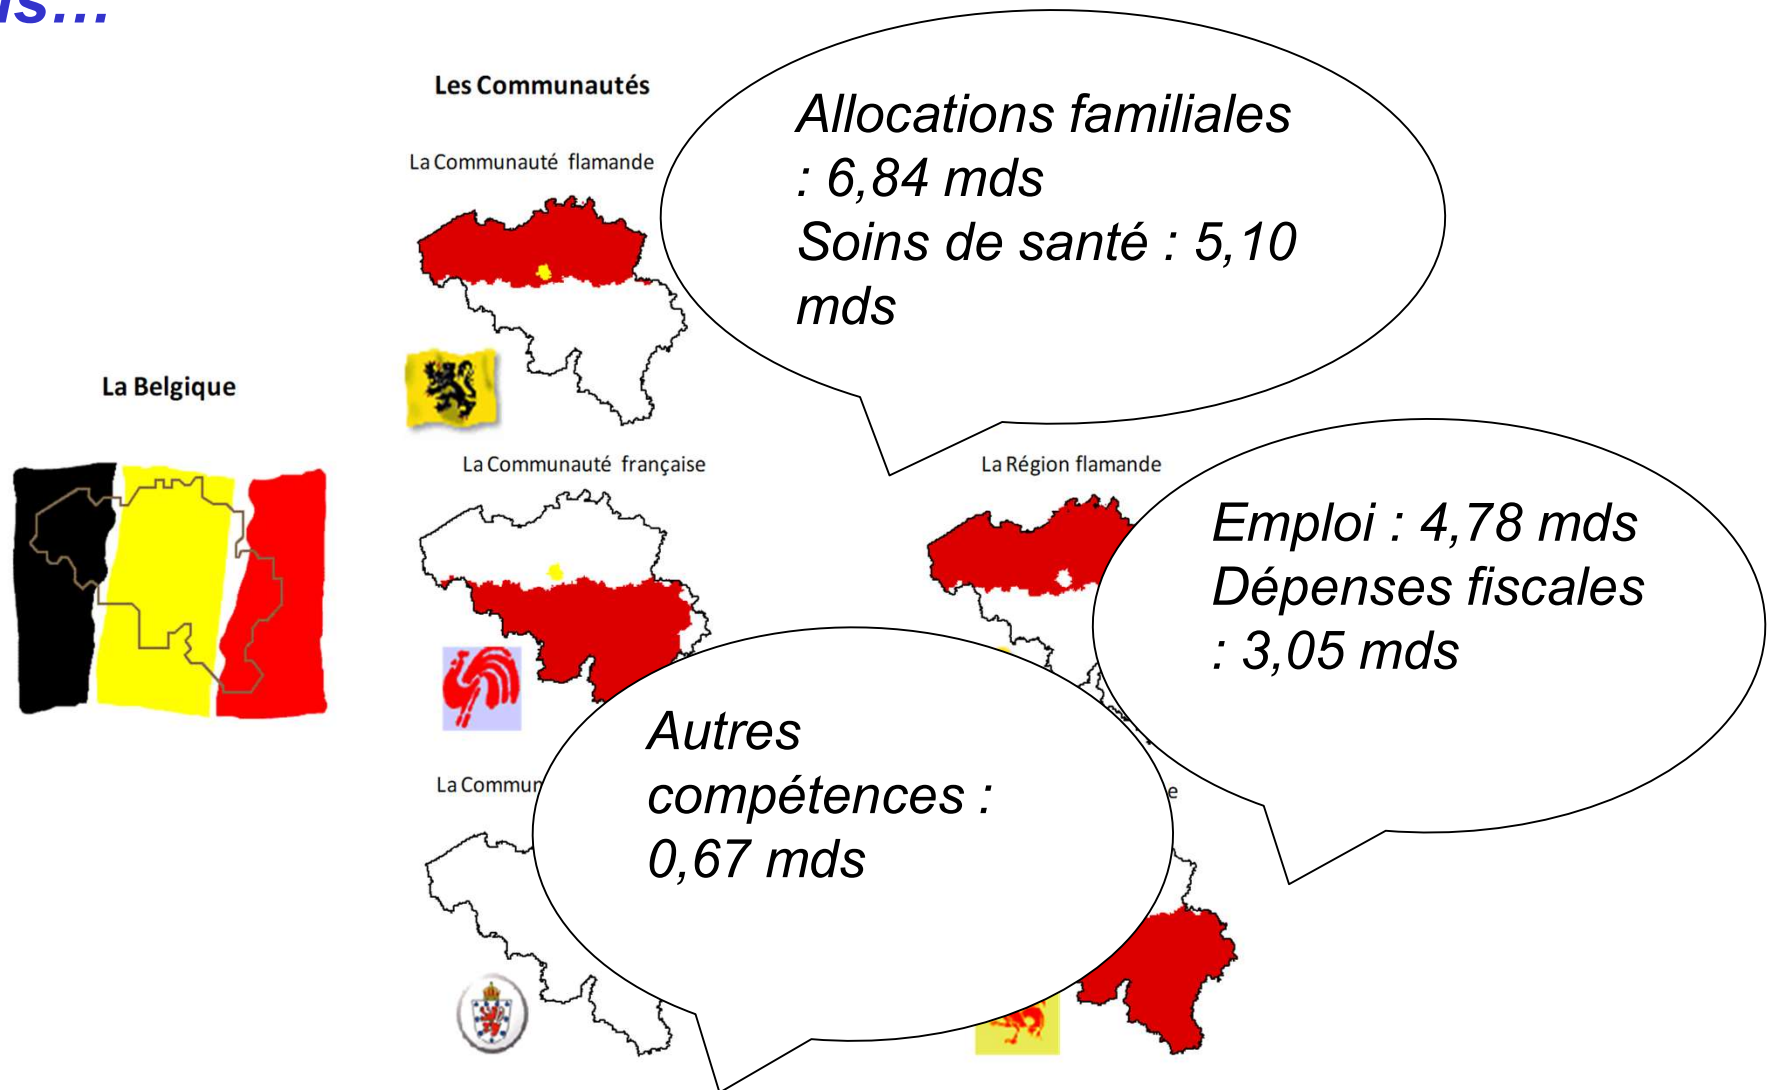 Les Communautés
La Communauté flamande
Allocations familiales
: 6,84 mds
Soins de santé : 5,10
mds
La Belgique
La Communauté française
La Région flamande
Emploi : 4,78 mds
Dépenses fiscales
: 3,05 mds
Autres
compétences :
0,67 mds
La